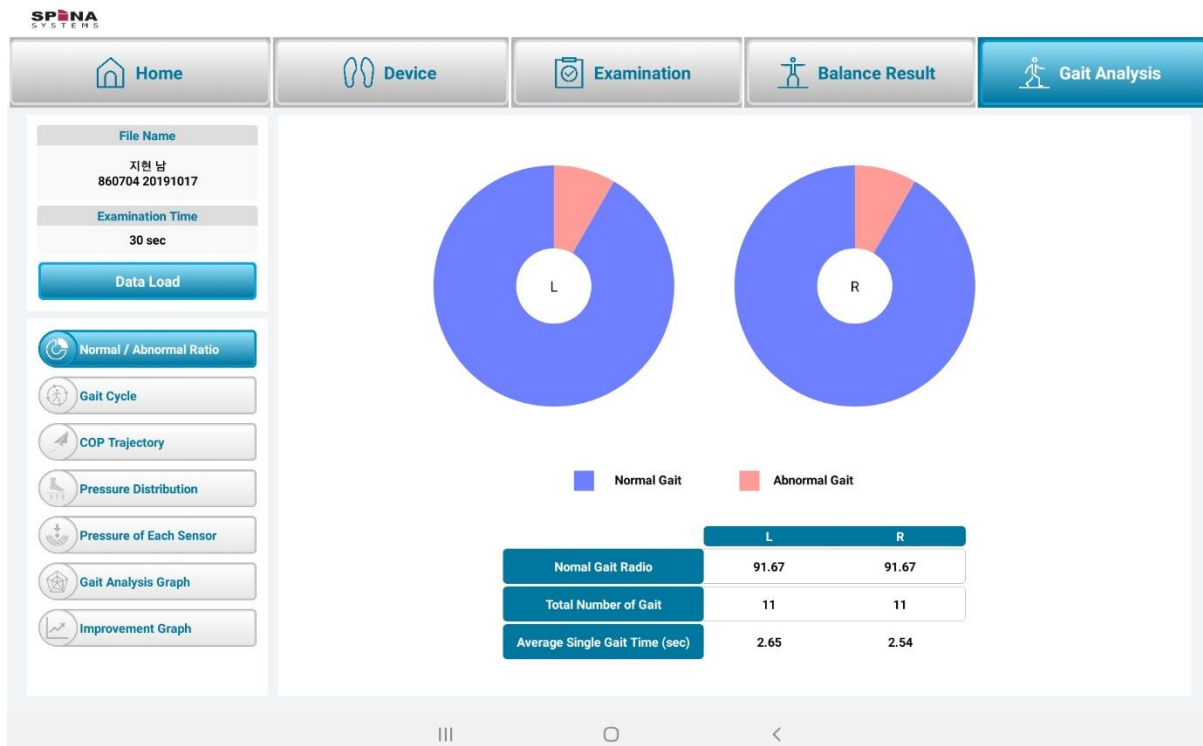 SPINA
SYSTEMS
Home
Device
Examination
Balance Result
Gait Analysis
File Name
지현 남
860704 20191017
Examination Time
30 sec
Data Load
Normal / Abnormal Ratio
Gait Cycle
COP Trajectory
Pressure Distribution
Pressure of Each Sensor
Gait Analysis Graph
Improvement Graph
L
R
Normal Gait
Abnormal Gait
L R
Nomal Gait Radio 91.67 91.67
Total Number of Gait 11 11
Average Single Gait Time (sec) 2.65 2.54